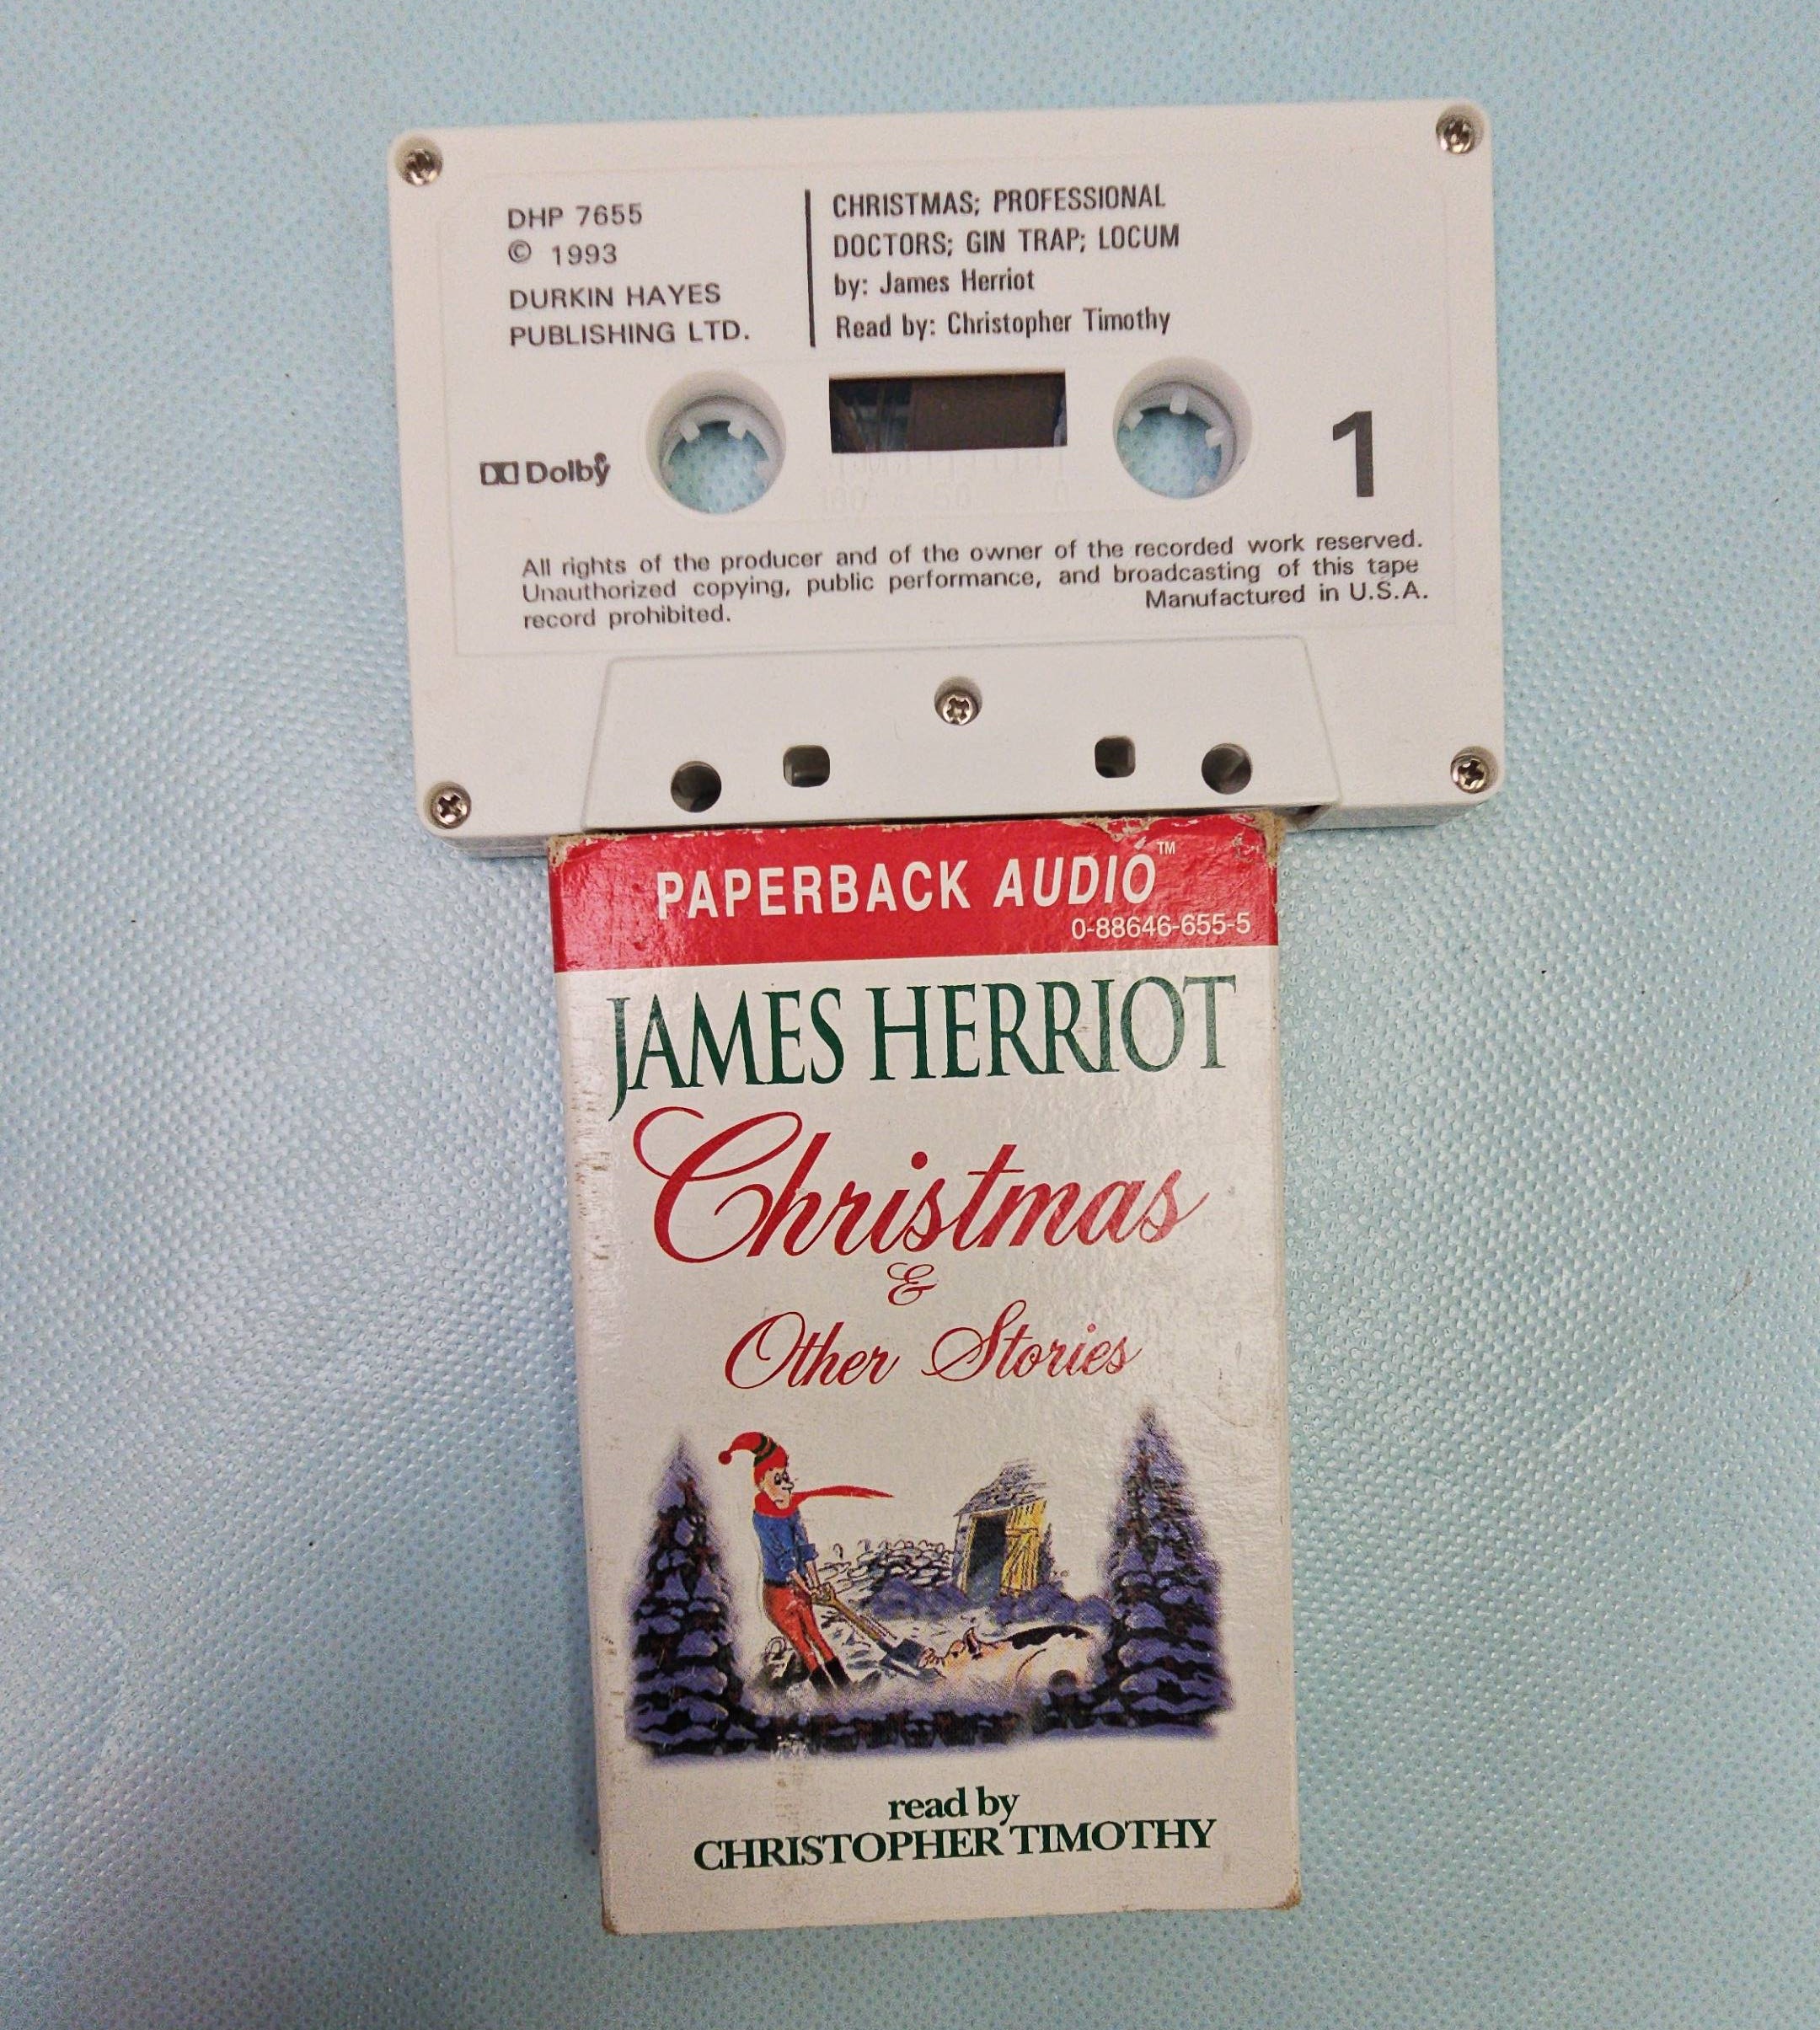 DHP 7655
© 1993
DURKIN HAYES
PUBLISHING LTD.
CHRISTMAS; PROFESSIONAL
DOCTORS; GIN TRAP; LOCUM
by: James Herriot
Read by: Christopher Timothy
Dolby
1
All rights of the producer and of the owner of the recorded work reserved.
Unauthorized copying, public performance, and broadcasting of this tape
record prohibited. Manufactured in U.S.A.
PAPERBACK AUDIO™
0-88646-655-5
JAMES HERRIOT
Christmas
&
Other Stories
read by
CHRISTOPHER TIMOTHY